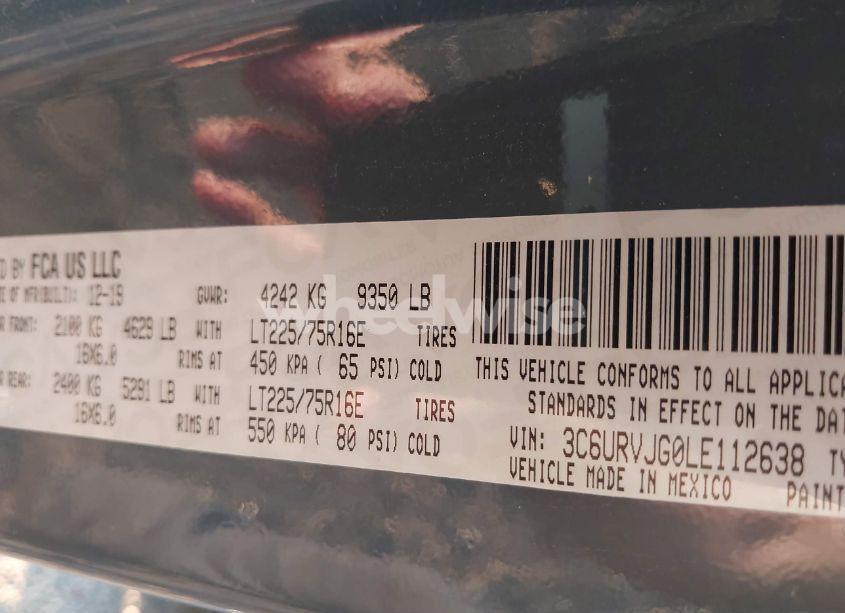 D BY FCA US LLC
E OF MFR(BUILT): 12-19 GVWR: 4242 KG 9350 LB
R FRONT: 2100 KG 4629 LB WITH LT225/75R16E TIRES
16X6.0 RIMS AT 450 KPA ( 65 PSI) COLD
R REAR: 2400 KG 5291 LB WITH LT225/75R16E TIRES
16X6.0 RIMS AT 550 KPA ( 80 PSI) COLD
THIS VEHICLE CONFORMS TO ALL APPLICA
STANDARDS IN EFFECT ON THE DAT
VIN: 3C6URVJG0LE112638 TY
VEHICLE MADE IN MEXICO PAINT
wheelwise